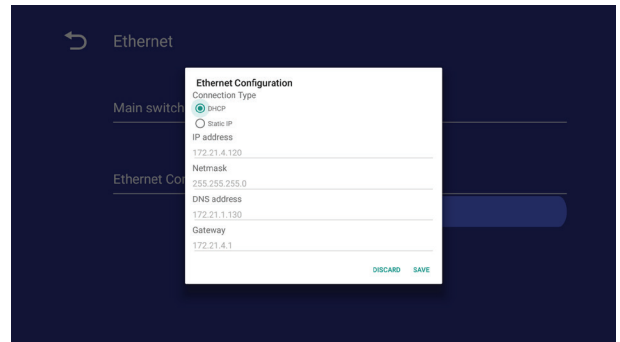 Ethernet
Ethernet Configuration
Connection Type
Main switch
DHCP
Static IP
IP address
172.21.4.120
Netmask
Ethernet Co
255.255.255.0
DNS address
172.21.1.130
Gateway
172.21.4.1
DISCARD SAVE